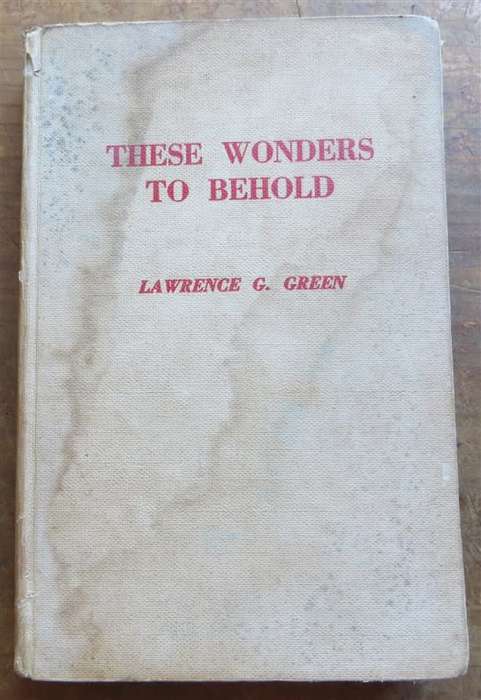 THESE WONDERS
TO BEHOLD
LAWRENCE G. GREEN